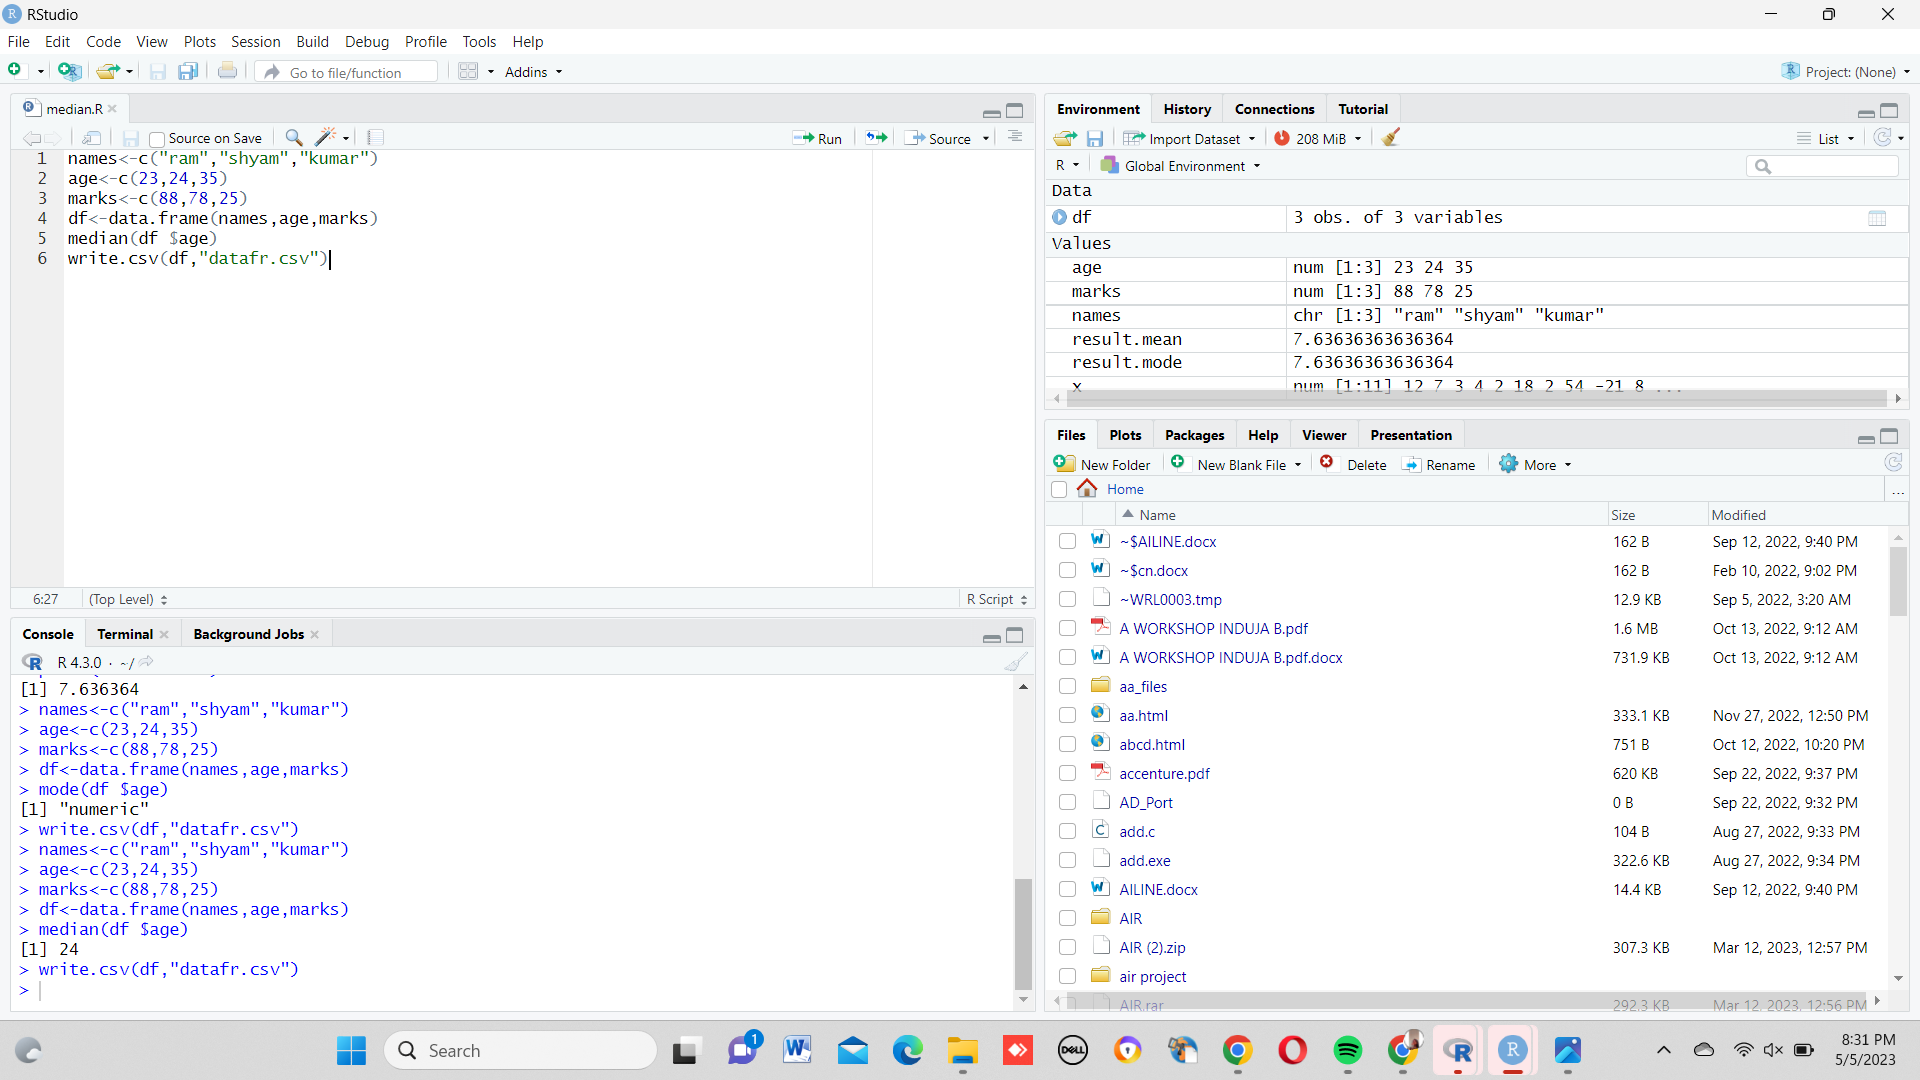 RStudio
File Edit Code View Plots Session Build Debug Profile Tools Help
Go to file/function Addins Project: (None)
median.R
Source on Save Run Source
1 names<-c("ram","shyam","kumar")
2 age<-c(23,24,35)
3 marks<-c(88,78,25)
4 df<-data.frame(names,age,marks)
5 median(df $age)
6 write.csv(df,"datafr.csv")
6:27 (Top Level) R Script
Console Terminal Background Jobs
R 4.3.0 · ~/
[1] 7.636364
> names<-c("ram","shyam","kumar")
> age<-c(23,24,35)
> marks<-c(88,78,25)
> df<-data.frame(names,age,marks)
> mode(df $age)
[1] "numeric"
> write.csv(df,"datafr.csv")
> names<-c("ram","shyam","kumar")
> age<-c(23,24,35)
> marks<-c(88,78,25)
> df<-data.frame(names,age,marks)
> median(df $age)
[1] 24
> write.csv(df,"datafr.csv")
>
Environment History Connections Tutorial
Import Dataset 208 MiB List
R Global Environment
Data
df 3 obs. of 3 variables
Values
age num [1:3] 23 24 35
marks num [1:3] 88 78 25
names chr [1:3] "ram" "shyam" "kumar"
result.mean 7.63636363636364
result.mode 7.63636363636364
x num [1:11] 12 7 3 4 2 18 2 54 -21 8 ...
Files Plots Packages Help Viewer Presentation
New Folder New Blank File Delete Rename More
Home ...
Name Size Modified
~$AILINE.docx 162 B Sep 12, 2022, 9:40 PM
~$cn.docx 162 B Feb 10, 2022, 9:02 PM
~WRL0003.tmp 12.9 KB Sep 5, 2022, 3:20 AM
A WORKSHOP INDUJA B.pdf 1.6 MB Oct 13, 2022, 9:12 AM
A WORKSHOP INDUJA B.pdf.docx 731.9 KB Oct 13, 2022, 9:12 AM
aa_files
aa.html 333.1 KB Nov 27, 2022, 12:50 PM
abcd.html 751 B Oct 12, 2022, 10:20 PM
accenture.pdf 620 KB Sep 22, 2022, 9:37 PM
AD_Port 0 B Sep 22, 2022, 9:32 PM
add.c 104 B Aug 27, 2022, 9:33 PM
add.exe 322.6 KB Aug 27, 2022, 9:34 PM
AILINE.docx 14.4 KB Sep 12, 2022, 9:40 PM
AIR
AIR (2).zip 307.3 KB Mar 12, 2023, 12:57 PM
air project
AIR.rar 292.3 KB Mar 12, 2023, 12:56 PM
Search 1 DELL 8:31 PM
5/5/2023